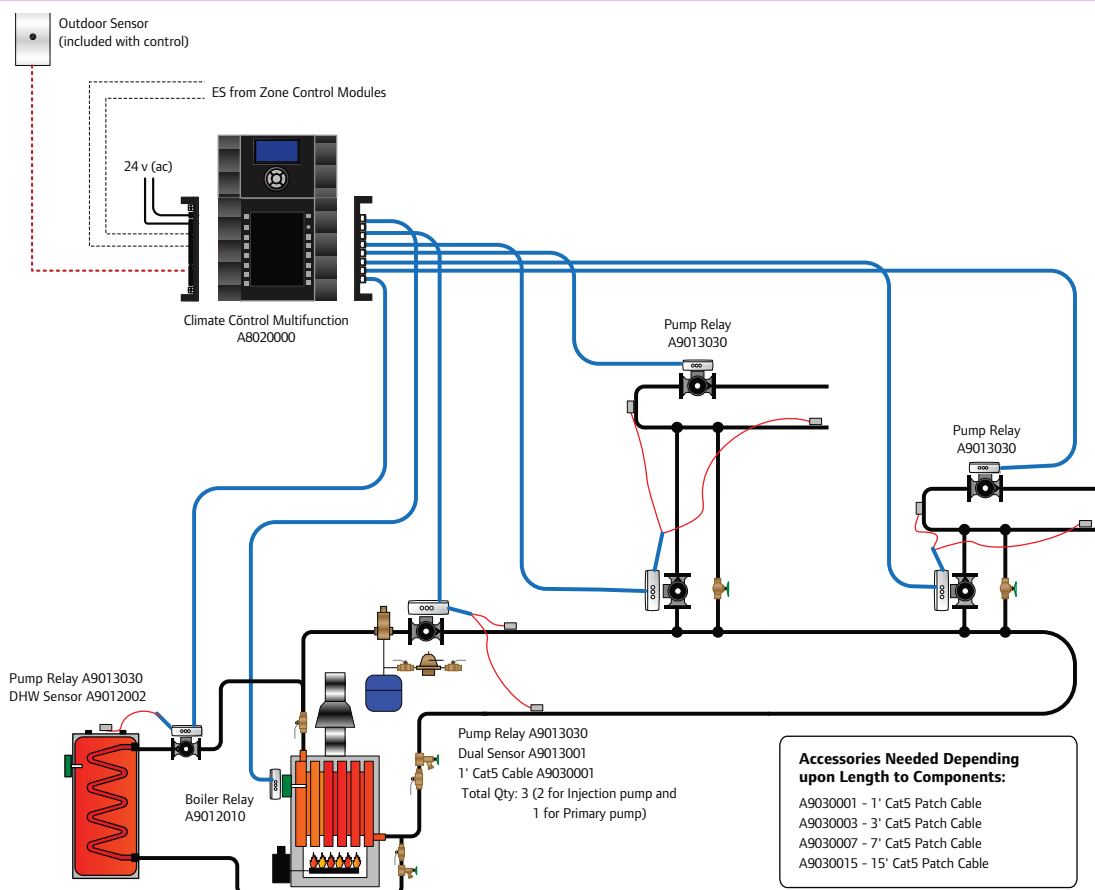 Outdoor Sensor
(included with control)
ES from Zone Control Modules
24 v (ac)
Climate Cŏntrol Multifunction
A8020000
Pump Relay
A9013030
Pump Relay
A9013030
Pump Relay A9013030
DHW Sensor A9012002
Boiler Relay
A9012010
Pump Relay A9013030
Dual Sensor A9013001
1' Cat5 Cable A9030001
Total Qty: 3 (2 for Injection pump and
1 for Primary pump)
Accessories Needed Depending
upon Length to Components:
A9030001 - 1' Cat5 Patch Cable
A9030003 - 3' Cat5 Patch Cable
A9030007 - 7' Cat5 Patch Cable
A9030015 - 15' Cat5 Patch Cable